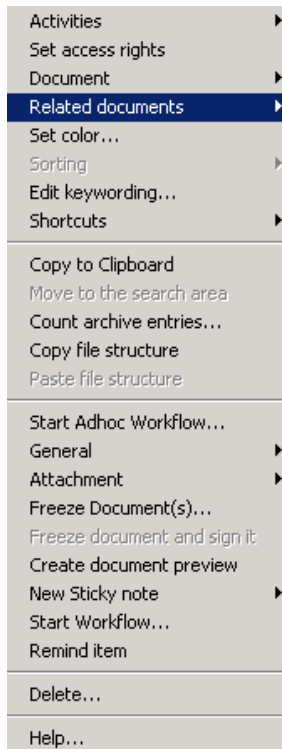 Activities
Set access rights
Document
Related documents
Set color...
Sorting
Edit keywording...
Shortcuts
Copy to Clipboard
Move to the search area
Count archive entries...
Copy file structure
Paste file structure
Start Adhoc Workflow...
General
Attachment
Freeze Document(s)...
Freeze document and sign it
Create document preview
New Sticky note
Start Workflow...
Remind item
Delete...
Help...